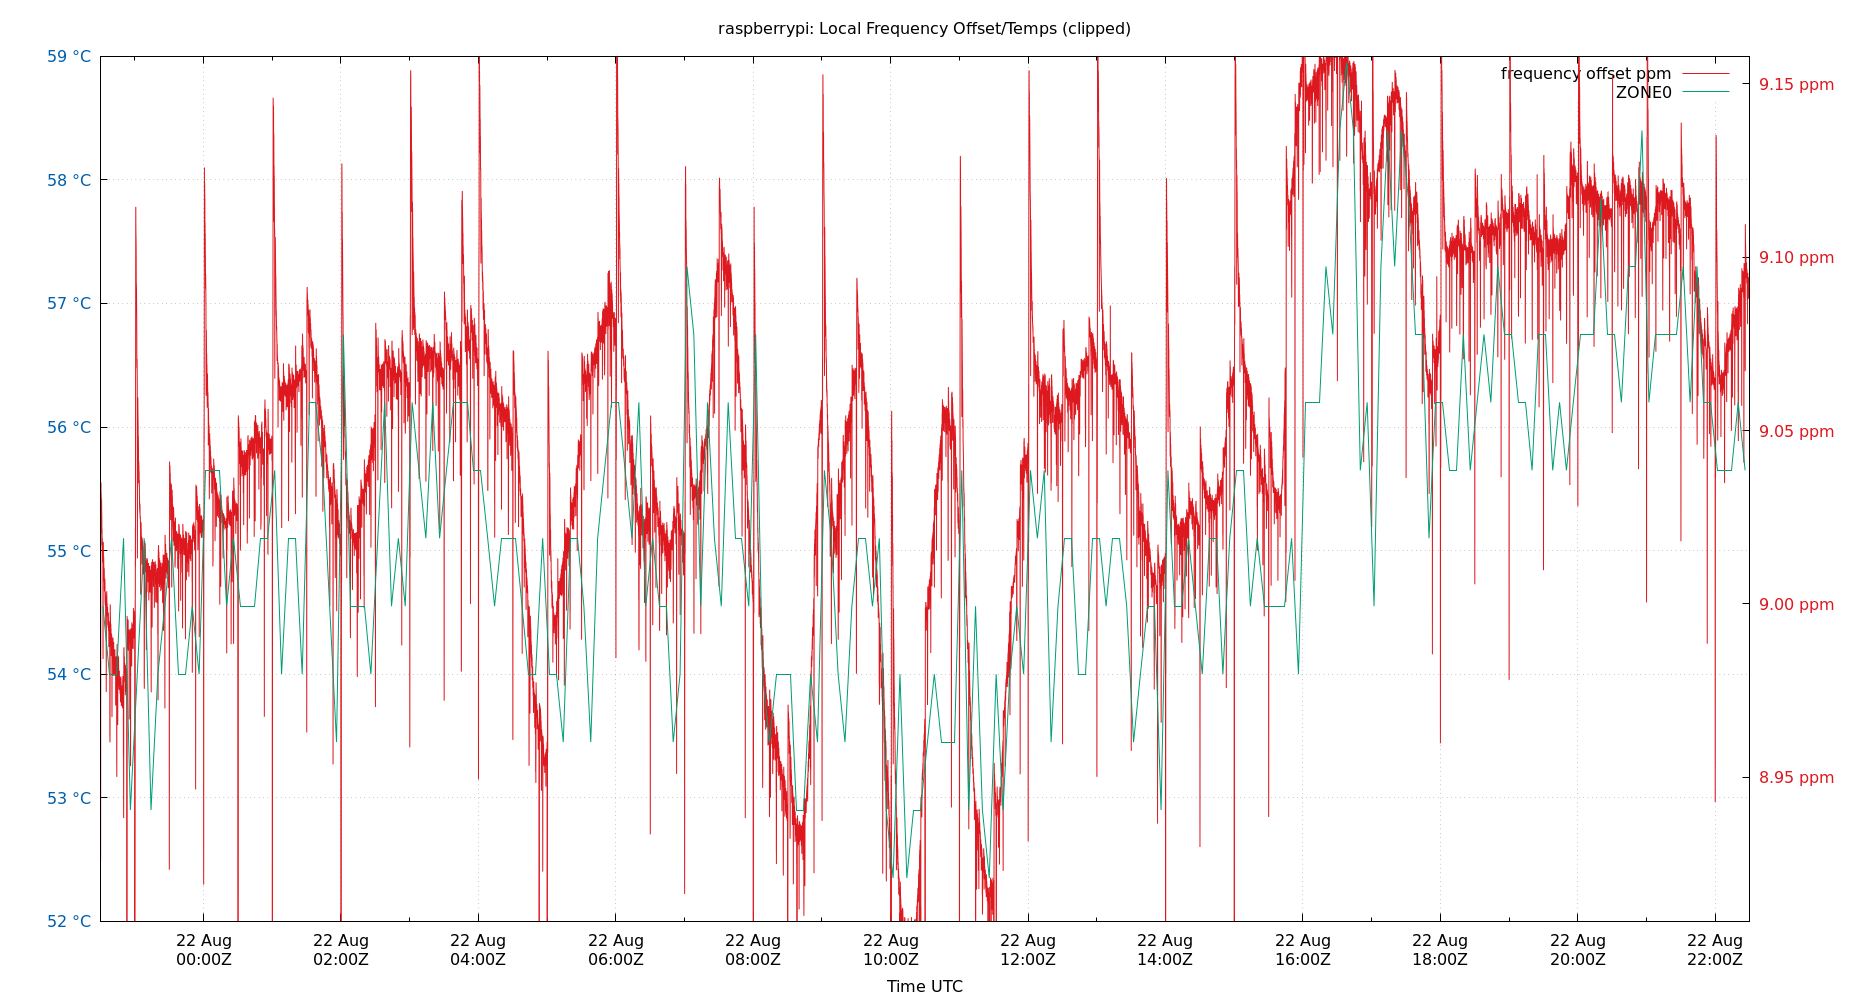 raspberrypi: Local Frequency Offset/Temps (clipped)
59 °C
58 °C
57 °C
56 °C
55 °C
54 °C
53 °C
52 °C
frequency offset ppm
ZONE0
9.15 ppm
9.10 ppm
9.05 ppm
9.00 ppm
8.95 ppm
22 Aug
00:00Z
22 Aug
02:00Z
22 Aug
04:00Z
22 Aug
06:00Z
22 Aug
08:00Z
22 Aug
10:00Z
22 Aug
12:00Z
22 Aug
14:00Z
22 Aug
16:00Z
22 Aug
18:00Z
22 Aug
20:00Z
22 Aug
22:00Z
Time UTC